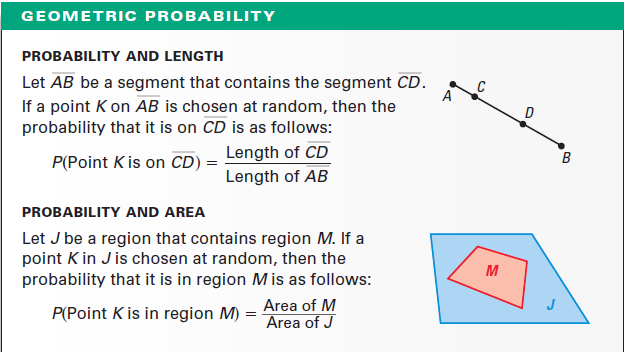 GEOMETRIC PROBABILITY
PROBABILITY AND LENGTH
Let AB be a segment that contains the segment CD.
If a point K on AB is chosen at random, then the
probability that it is on CD is as follows:
P(Point K is on CD) = Length of CD
Length of AB
A
C
D
B
PROBABILITY AND AREA
Let J be a region that contains region M. If a
point K in J is chosen at random, then the
probability that it is in region M is as follows:
P(Point K is in region M) = Area of M
Area of J
M
J